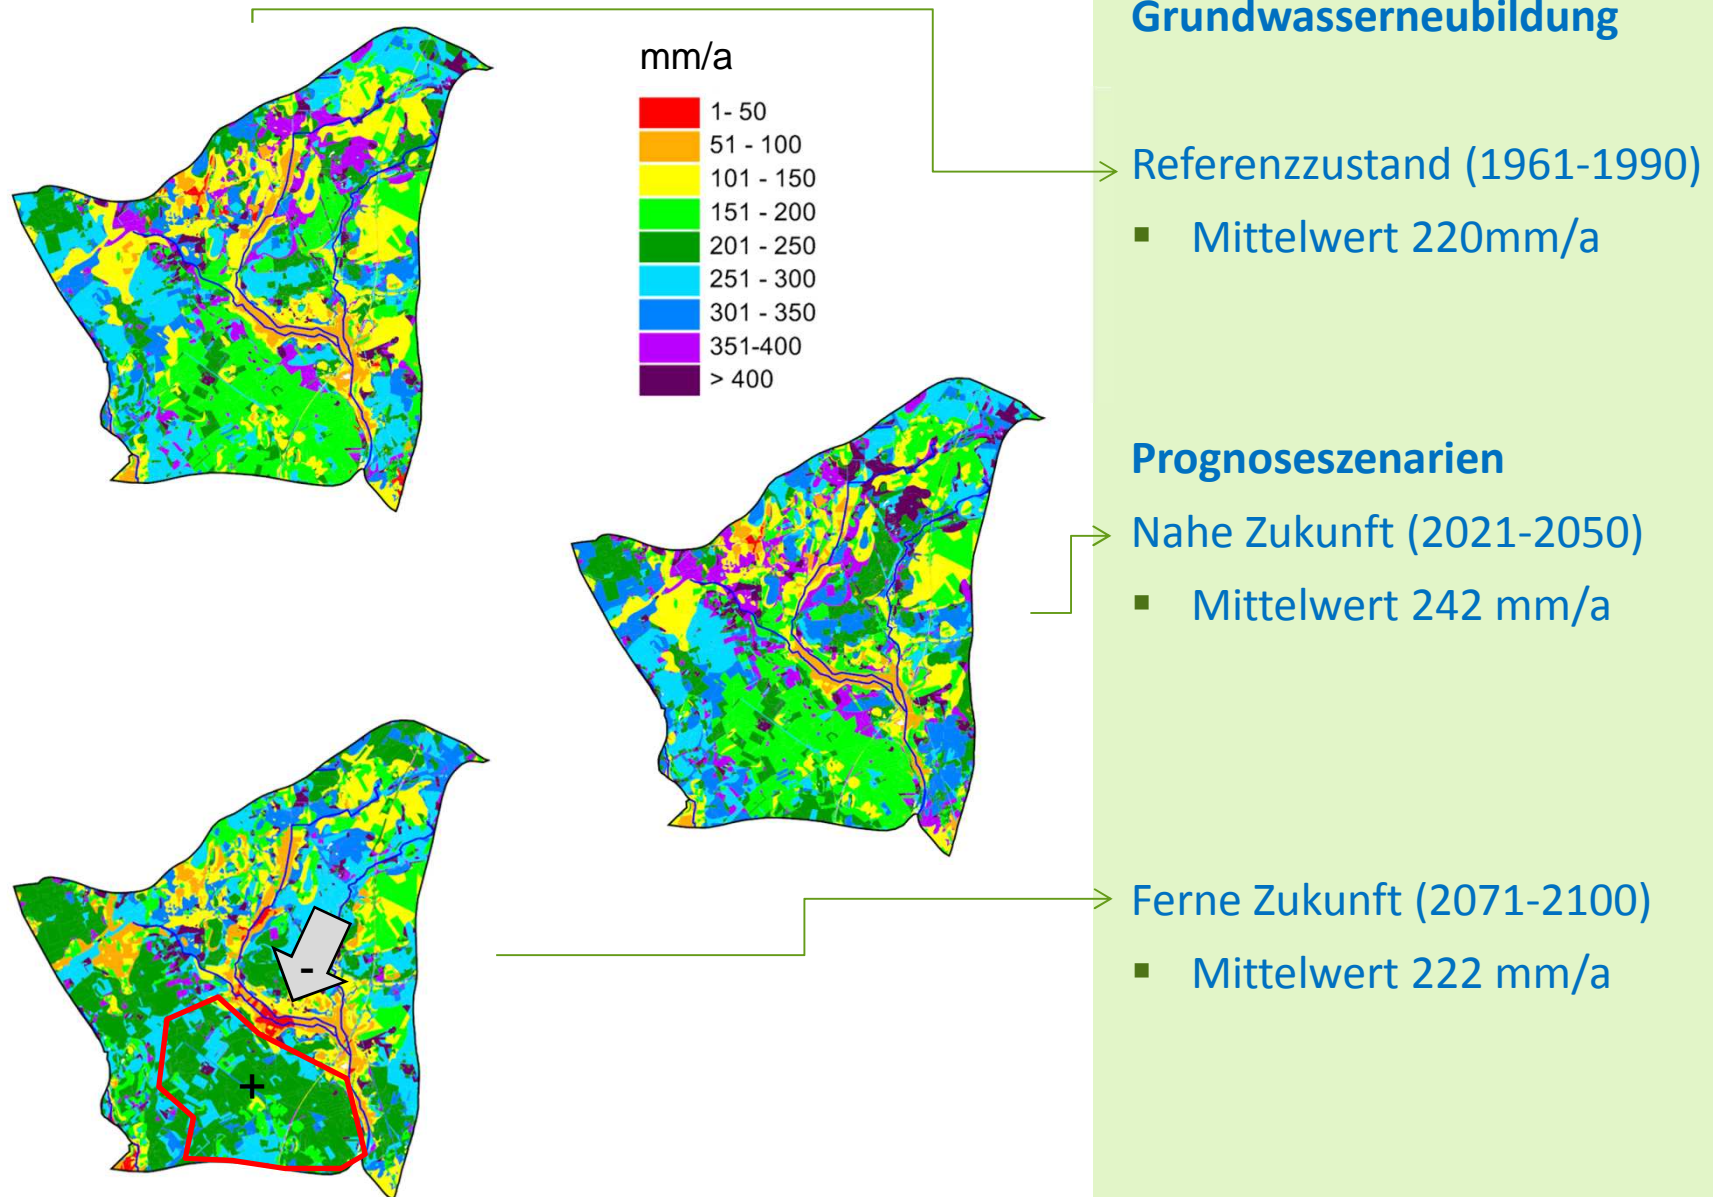 Grundwasserneubildung
mm/a
1- 50
51 - 100
101 - 150
151 - 200
201 - 250
251 - 300
301 - 350
351-400
> 400
Referenzzustand (1961-1990)
▪ Mittelwert 220mm/a
Prognoseszenarien
Nahe Zukunft (2021-2050)
▪ Mittelwert 242 mm/a
Ferne Zukunft (2071-2100)
▪ Mittelwert 222 mm/a
-
+